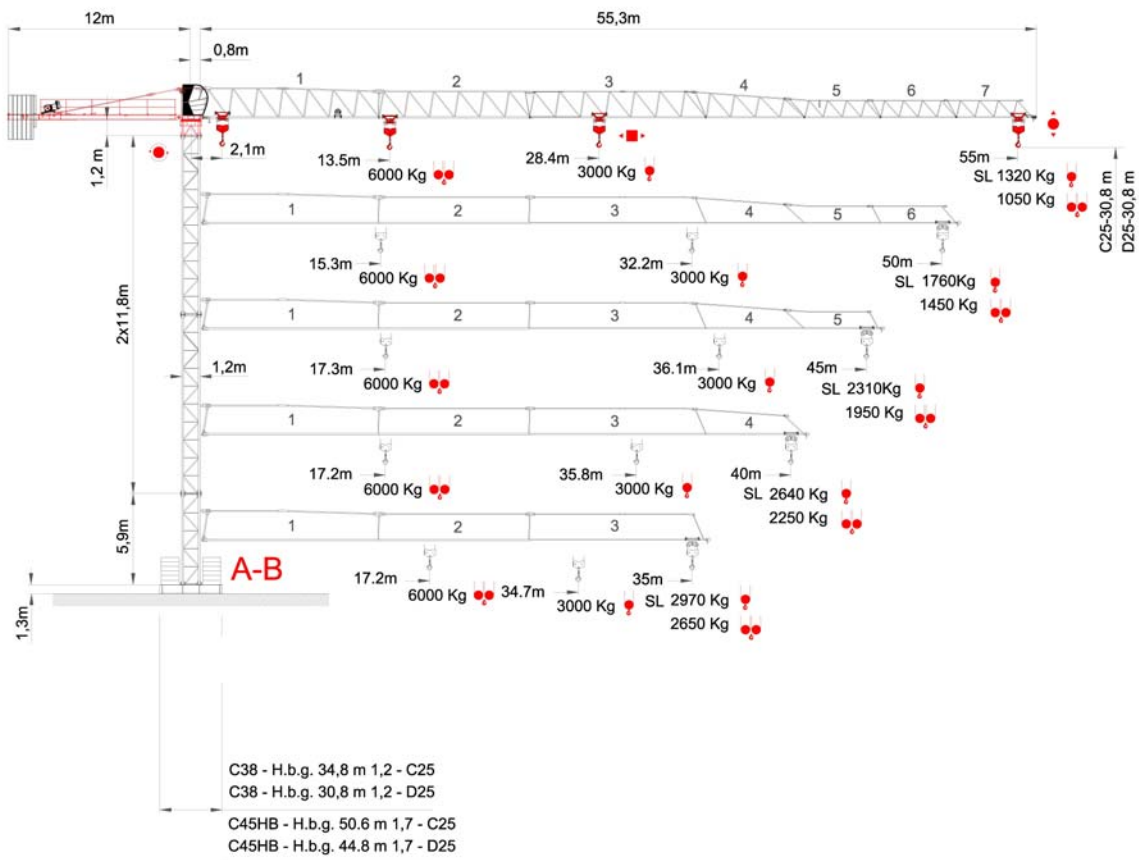 12m
55,3m
0,8m
1 2 3 4 5 6 7
1,2 m
2,1m
13.5m
6000 Kg
28.4m
3000 Kg
55m
SL 1320 Kg
1050 Kg
C25-30,8 m
D25-30,8 m
1 2 3 4 5 6
15.3m
6000 Kg
32.2m
3000 Kg
50m
SL 1760Kg
1450 Kg
2x11,8m
1 2 3 4 5
1,2m
17.3m
6000 Kg
36.1m
3000 Kg
45m
SL 2310Kg
1950 Kg
1 2 3 4
17.2m
6000 Kg
35.8m
3000 Kg
40m
SL 2640 Kg
2250 Kg
5,9m
1 2 3
A-B
17.2m
6000 Kg
34.7m
3000 Kg
35m
SL 2970 Kg
2650 Kg
1,3m
C38 - H.b.g. 34,8 m 1,2 - C25
C38 - H.b.g. 30,8 m 1,2 - D25
C45HB - H.b.g. 50.6 m 1,7 - C25
C45HB - H.b.g. 44.8 m 1,7 - D25